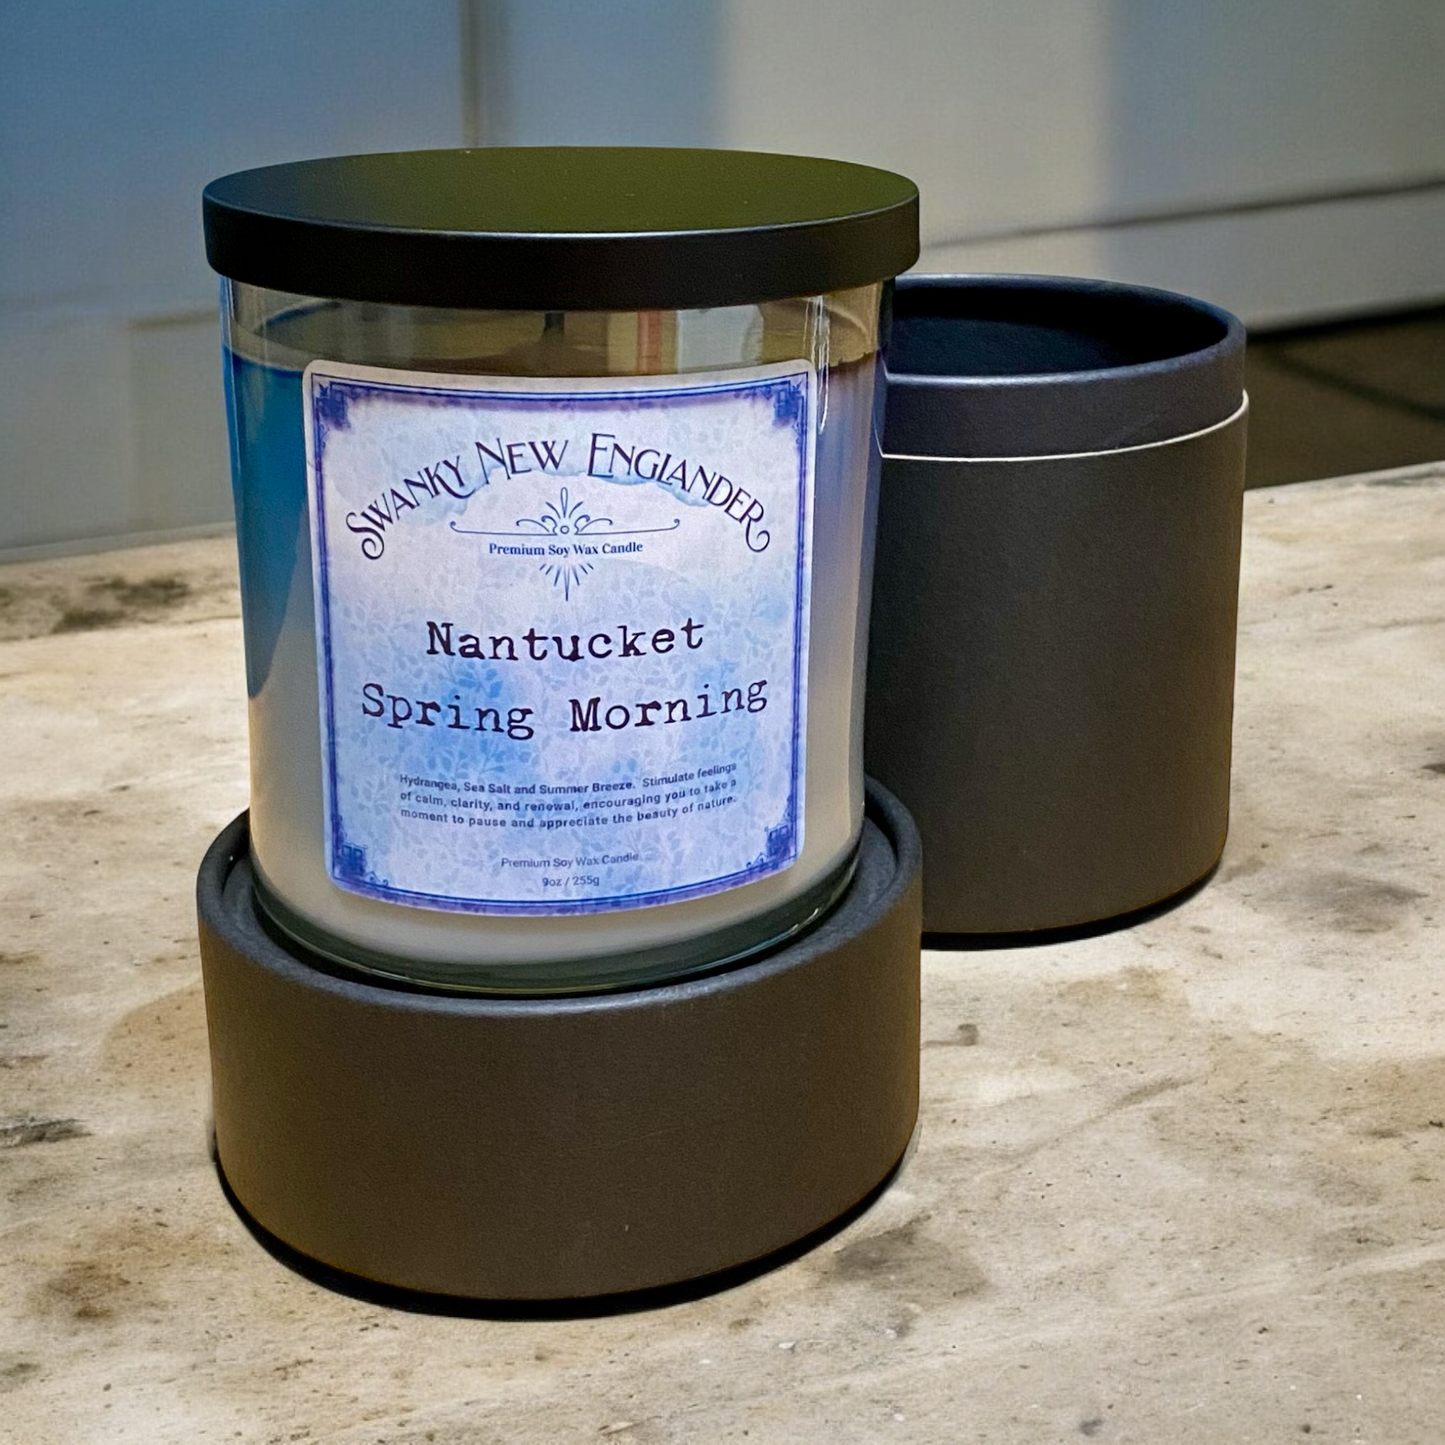 Swanky New Englander
Premium Soy Wax Candle
Nantucket
Spring Morning
Hydrangea, Sea Salt and Summer Breeze. Stimulate feelings
of calm, clarity, and renewal, encouraging you to take a
moment to pause and appreciate the beauty of nature.
Premium Soy Wax Candle
9oz / 255g